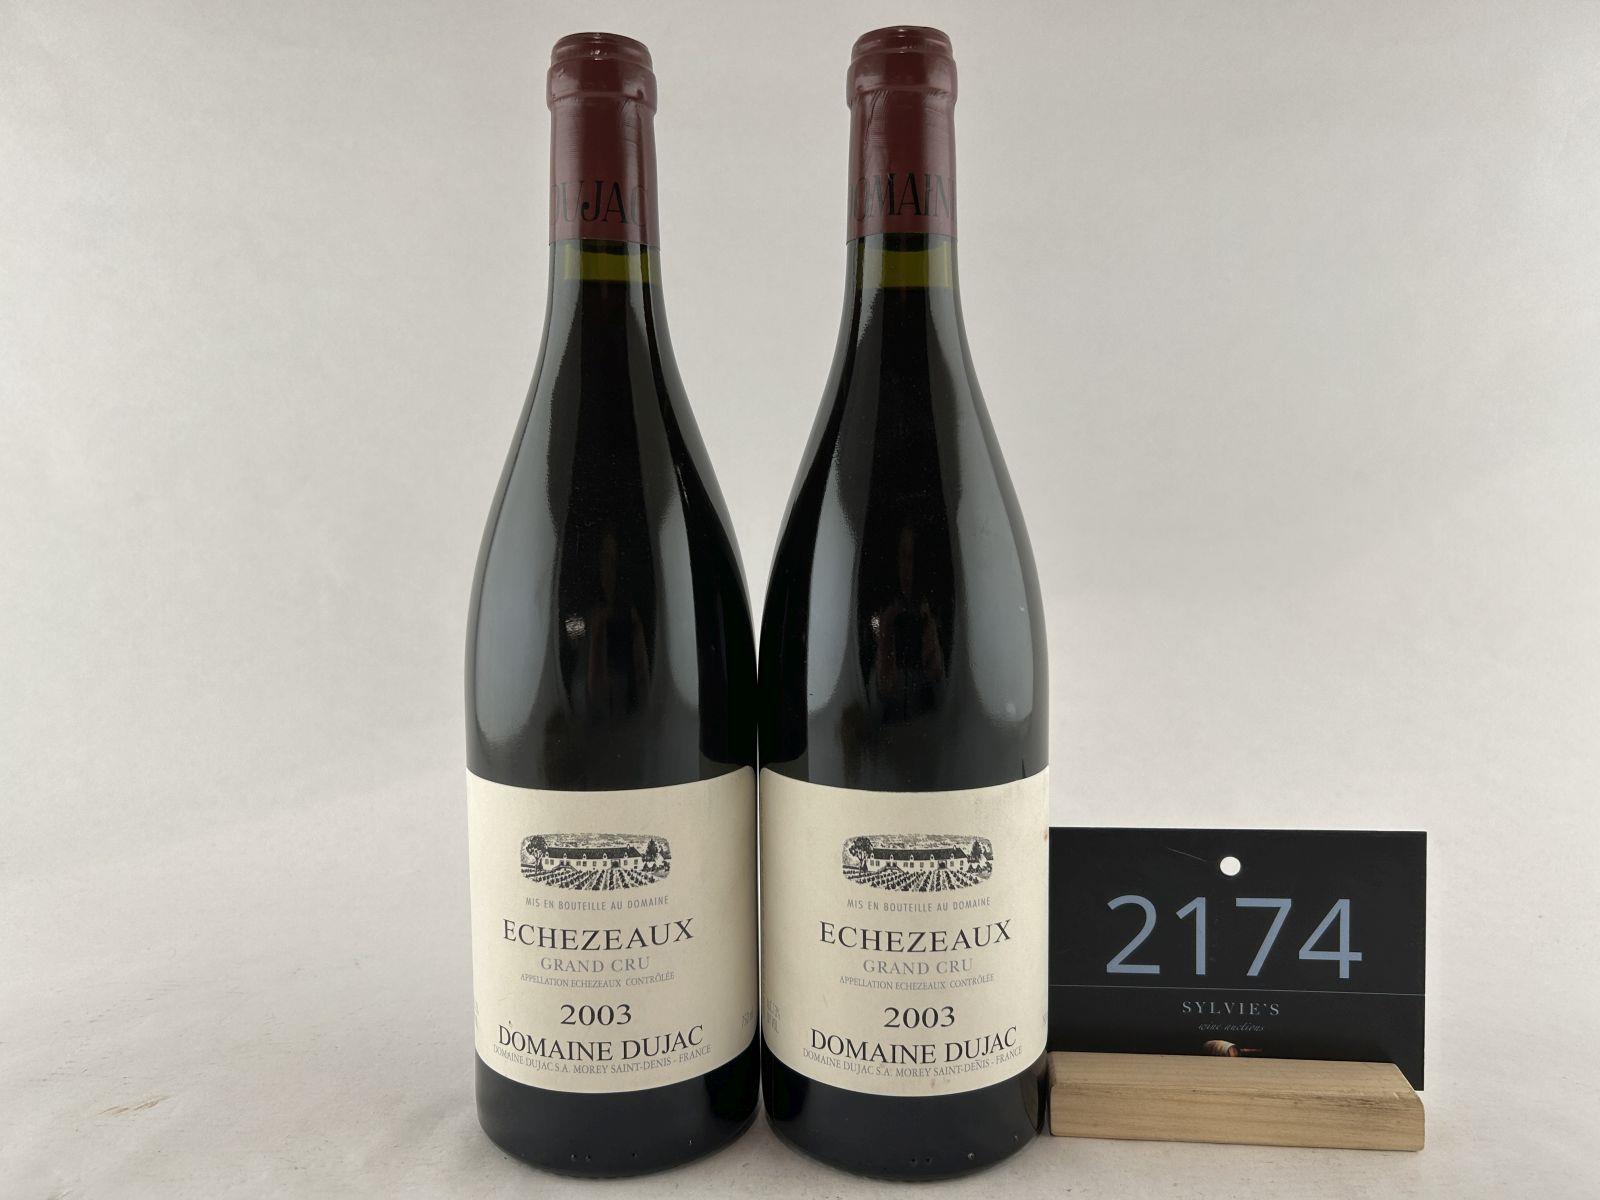 DUJAC
MIS EN BOUTEILLE AU DOMAINE
ECHEZEAUX
GRAND CRU
APPELLATION ECHEZEAUX CONTRÔLÉE
2003
DOMAINE DUJAC
DOMAINE DUJAC S.A. MOREY SAINT-DENIS - FRANCE
DOMAINE
MIS EN BOUTEILLE AU DOMAINE
ECHEZEAUX
GRAND CRU
APPELLATION ECHEZEAUX CONTRÔLÉE
2003
DOMAINE DUJAC
DOMAINE DUJAC S.A. MOREY SAINT-DENIS - FRANCE
2174
SYLVIE'S
wine auctions